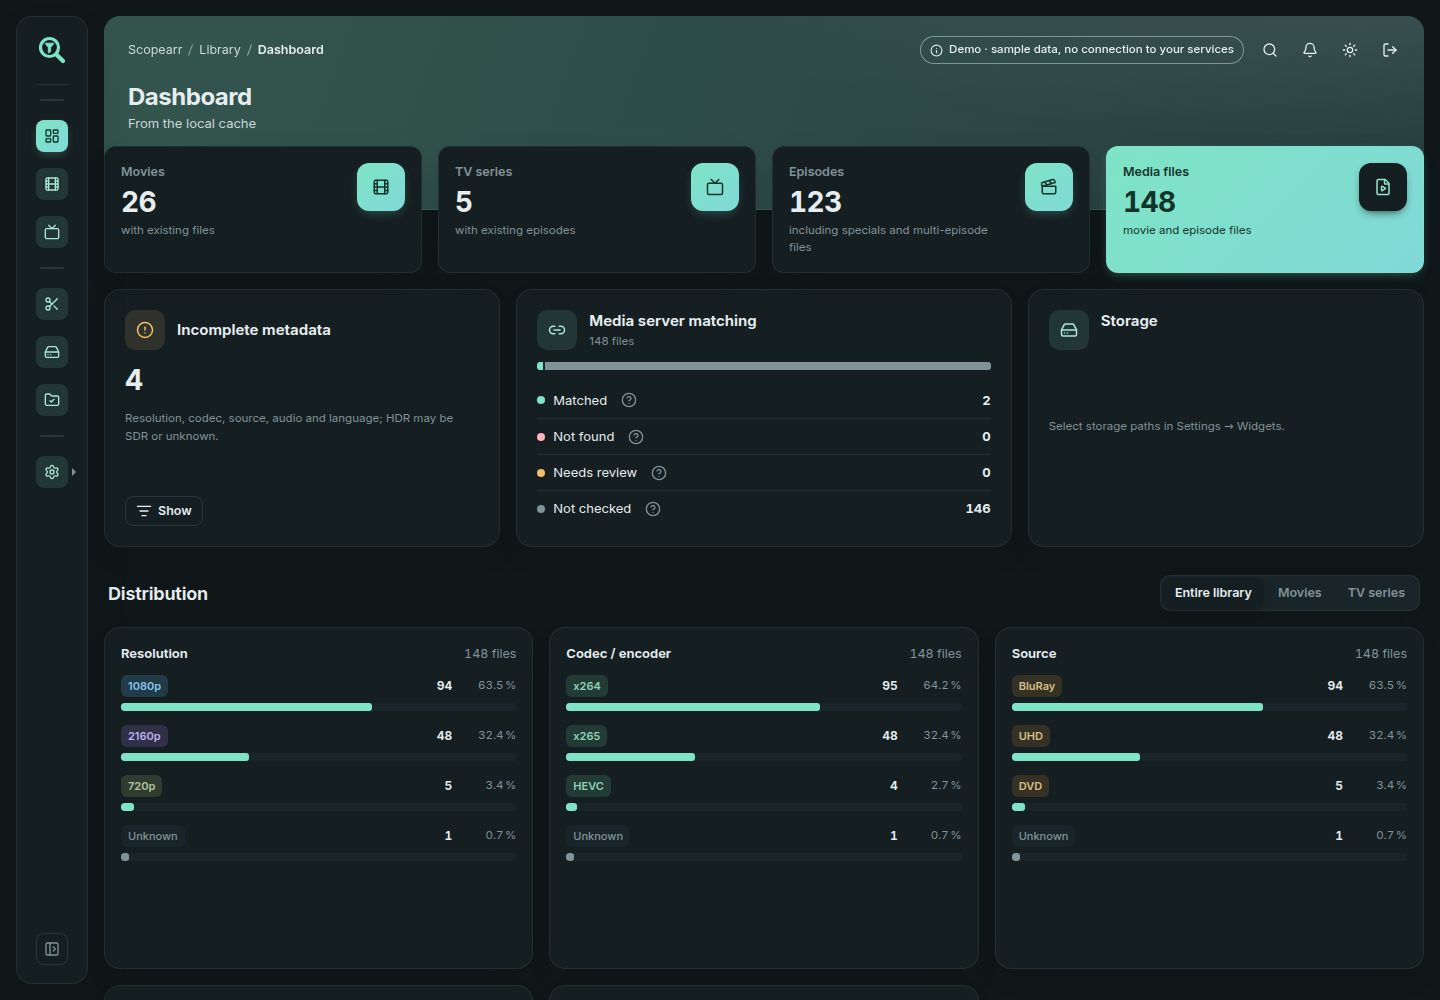 Scopearr / Library / Dashboard
Demo · sample data, no connection to your services
Dashboard
From the local cache
Movies
26
with existing files
TV series
5
with existing episodes
Episodes
123
including specials and multi-episode
files
Media files
148
movie and episode files
Incomplete metadata
4
Resolution, codec, source, audio and language; HDR may be
SDR or unknown.
Show
Media server matching
148 files
Matched 2
Not found 0
Needs review 0
Not checked 146
Storage
Select storage paths in Settings → Widgets.
Distribution
Entire library Movies TV series
Resolution 148 files
1080p 94 63.5 %
2160p 48 32.4 %
720p 5 3.4 %
Unknown 1 0.7 %
Codec / encoder 148 files
x264 95 64.2 %
x265 48 32.4 %
HEVC 4 2.7 %
Unknown 1 0.7 %
Source 148 files
BluRay 94 63.5 %
UHD 48 32.4 %
DVD 5 3.4 %
Unknown 1 0.7 %